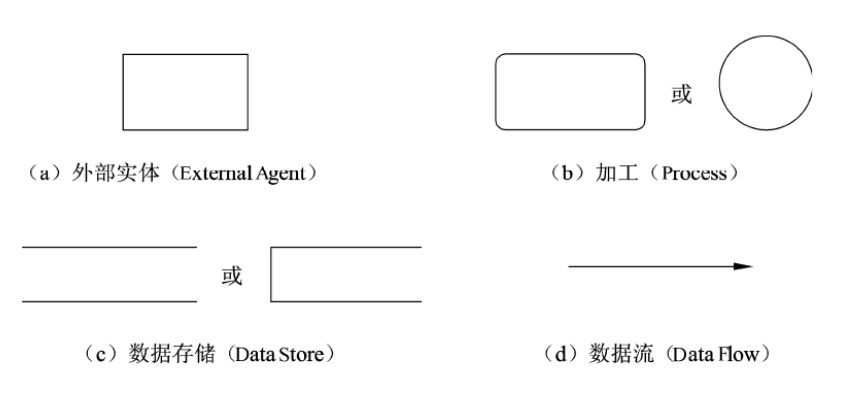 或
（a）外部实体（External Agent）
（b）加工（Process）
或
（c）数据存储（Data Store）
（d）数据流（Data Flow）